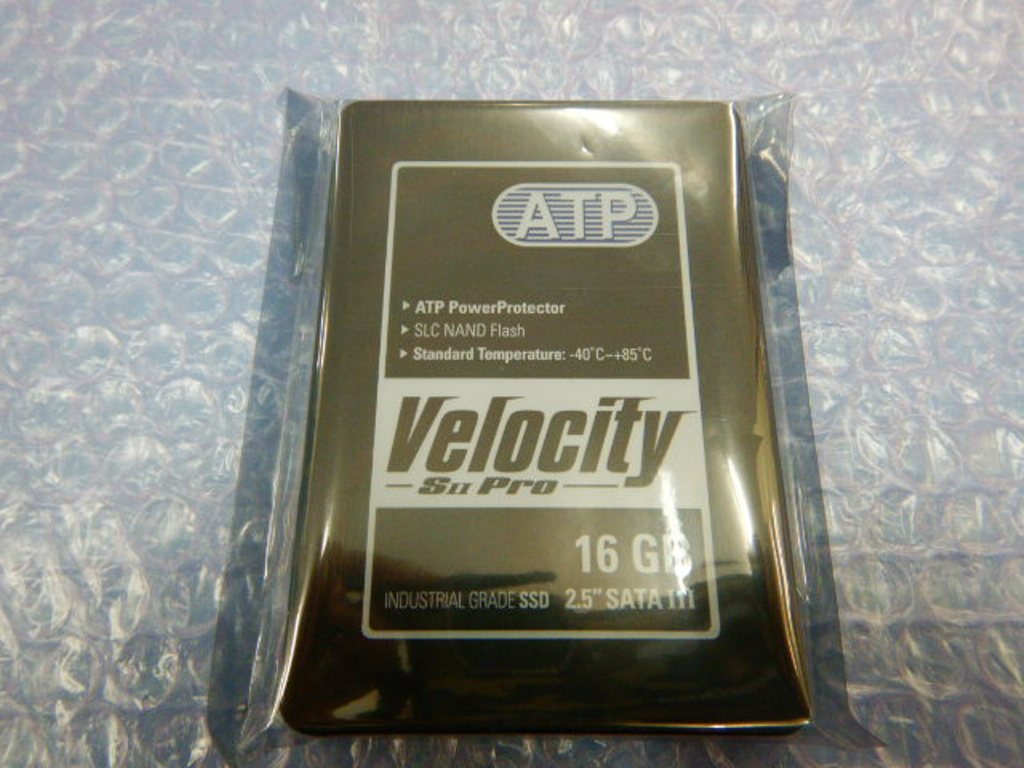 ATP
ATP PowerProtector
SLC NAND Flash
Standard Temperature: -40˚C~+85˚C
Velocity
SII Pro
16 GB
INDUSTRIAL GRADE SSD 2.5" SATA III